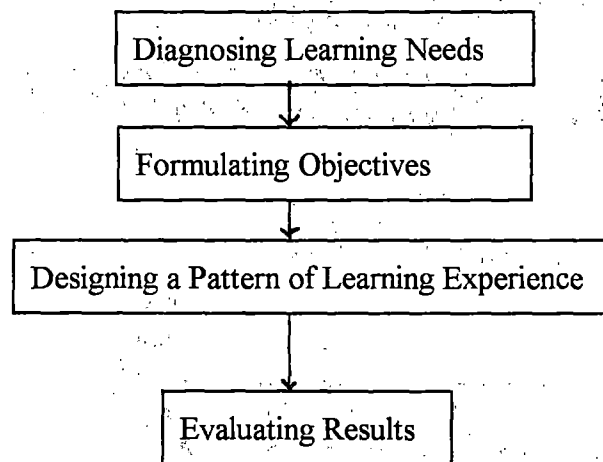 Diagnosing Learning Needs
Formulating Objectives
Designing a Pattern of Learning Experience
Evaluating Results